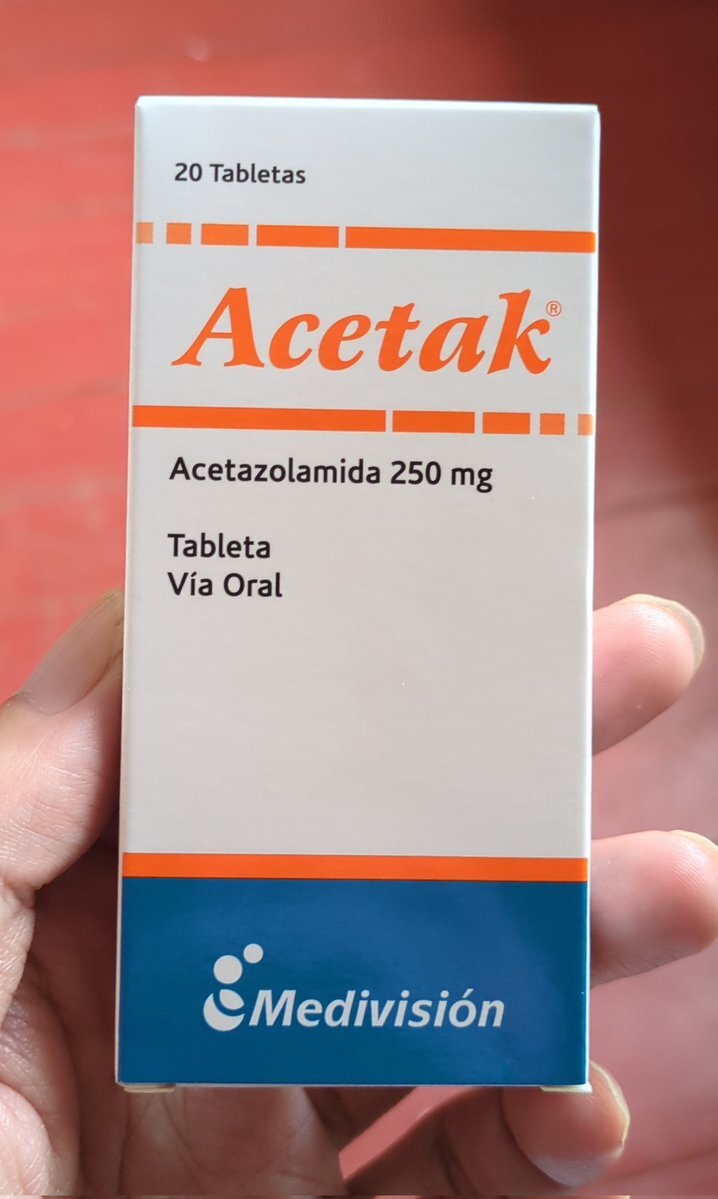 20 Tabletas
Acetak®
Acetazolamida 250 mg
Tableta
Vía Oral
Medivisión